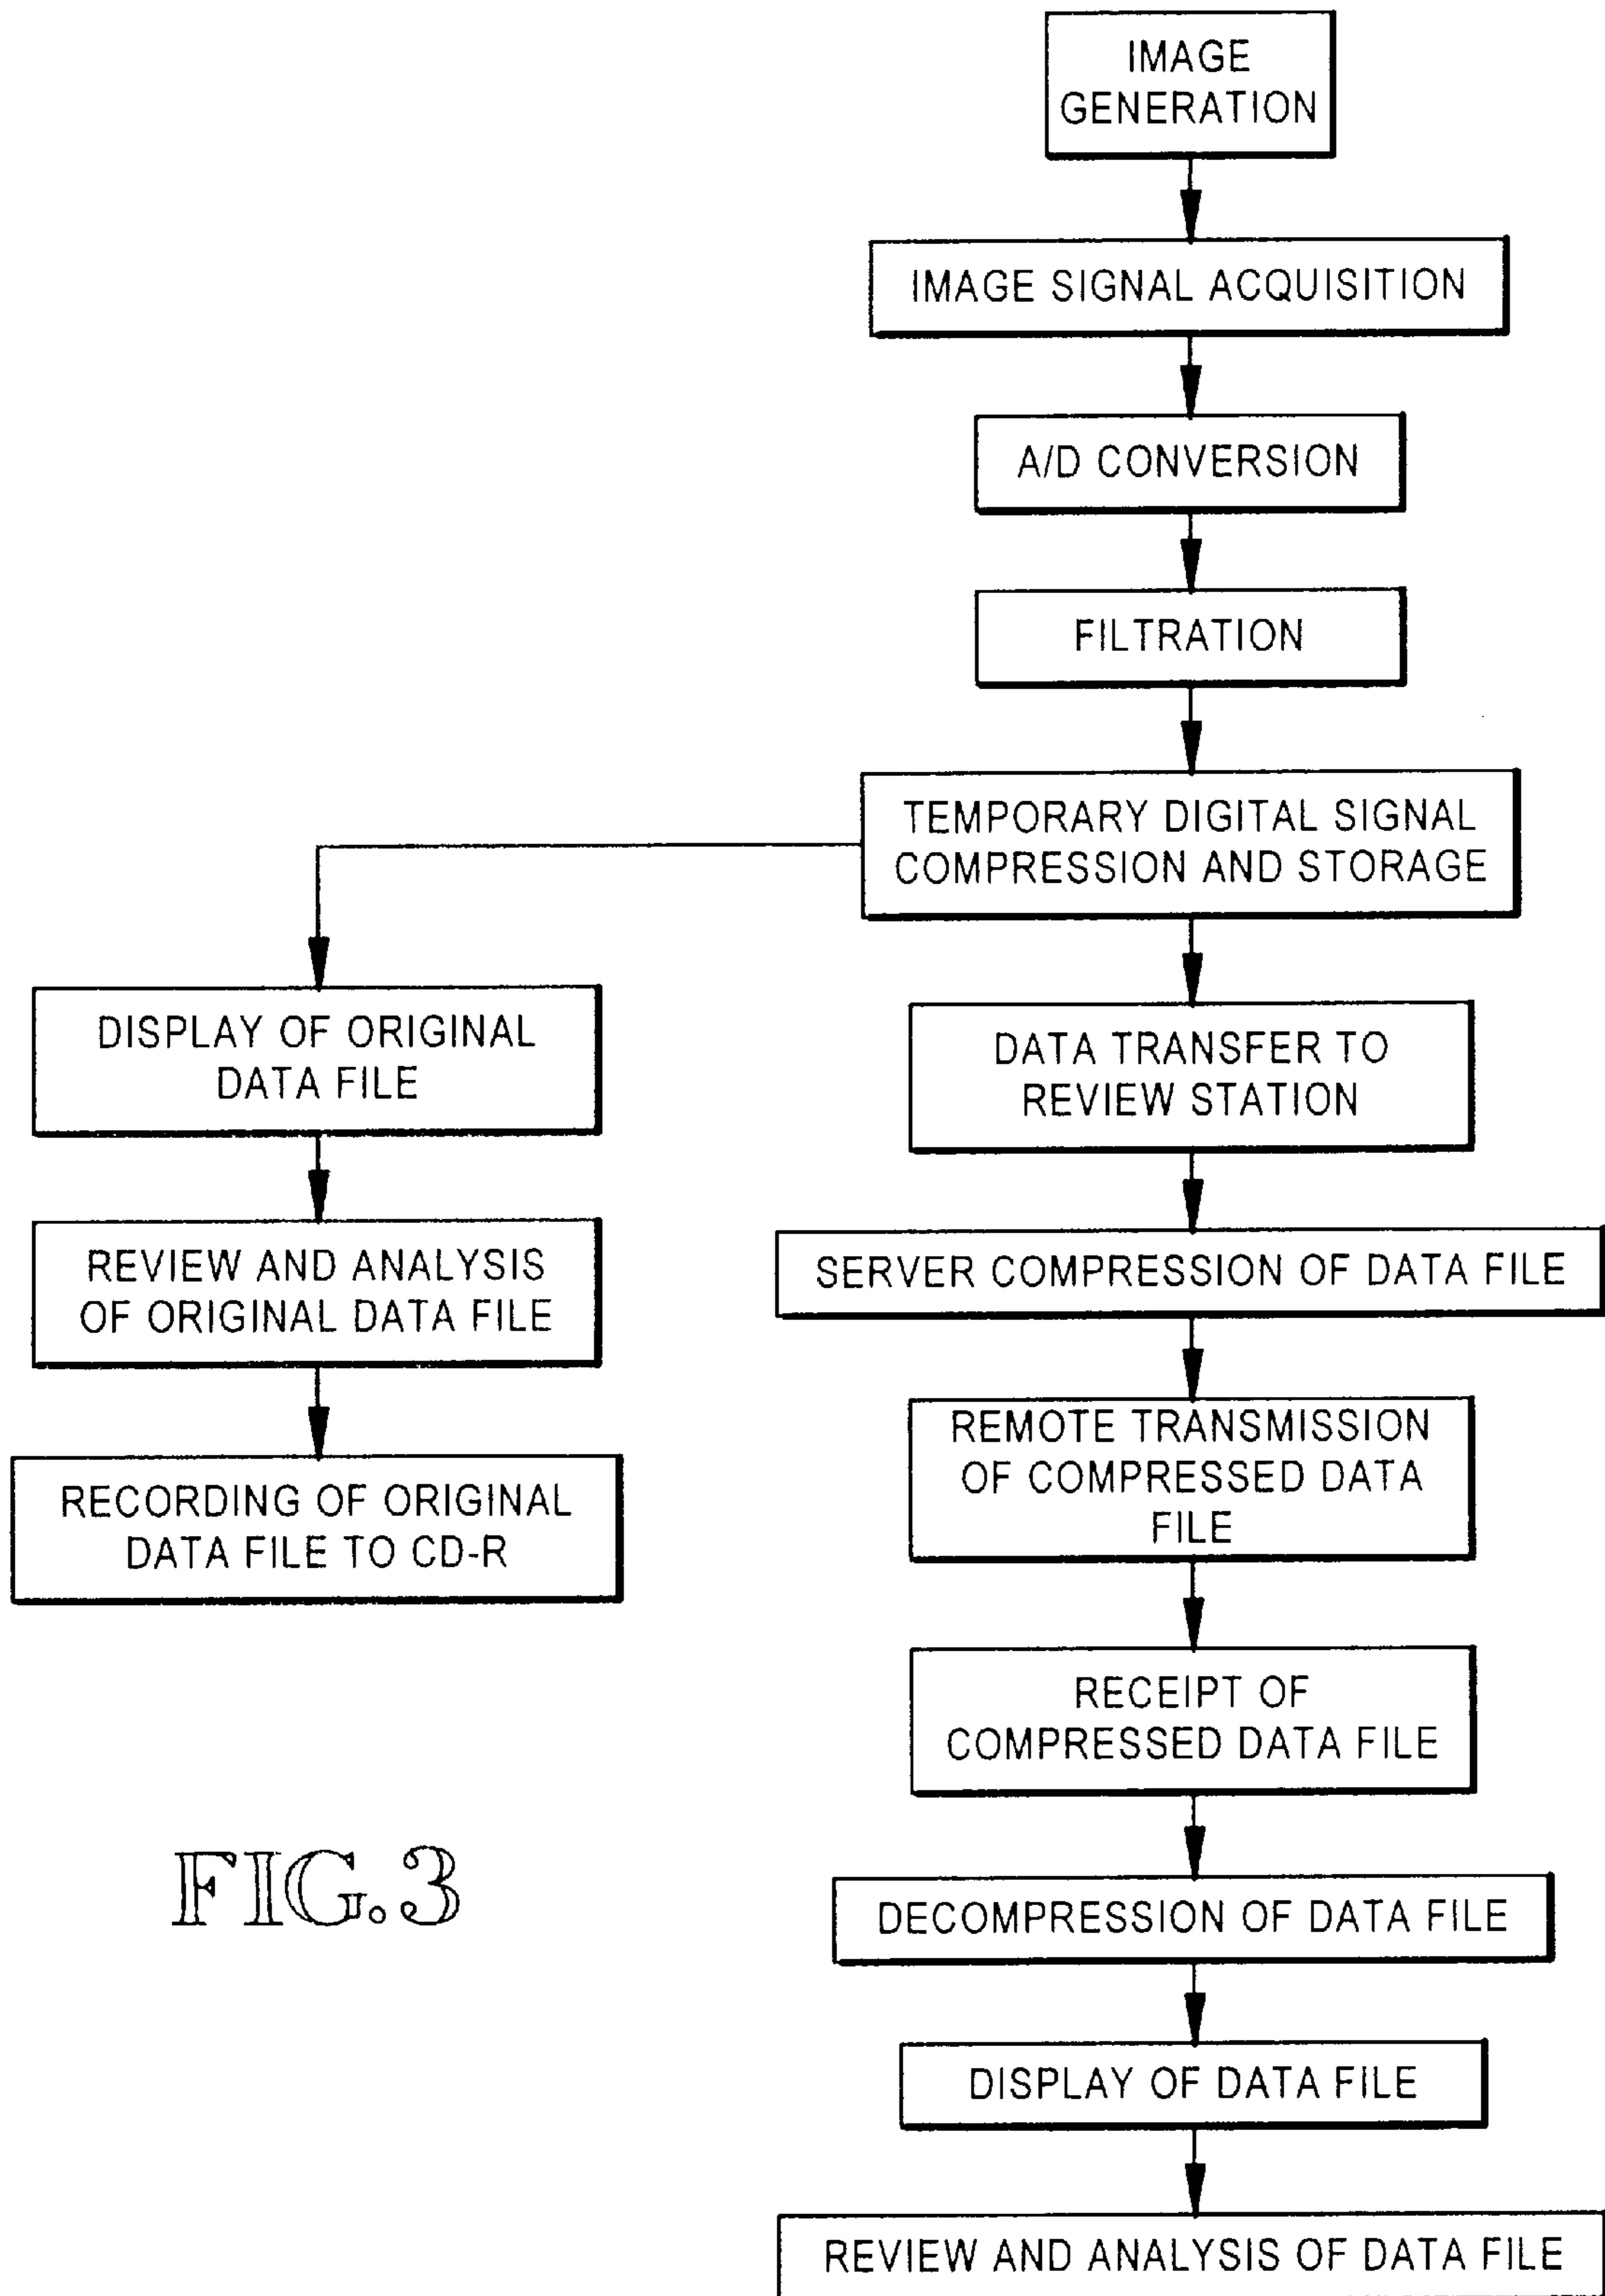 IMAGE
GENERATION
IMAGE SIGNAL ACQUISITION
A/D CONVERSION
FILTRATION
TEMPORARY DIGITAL SIGNAL
COMPRESSION AND STORAGE
DISPLAY OF ORIGINAL
DATA FILE
REVIEW AND ANALYSIS
OF ORIGINAL DATA FILE
RECORDING OF ORIGINAL
DATA FILE TO CD-R
DATA TRANSFER TO
REVIEW STATION
SERVER COMPRESSION OF DATA FILE
REMOTE TRANSMISSION
OF COMPRESSED DATA
FILE
RECEIPT OF
COMPRESSED DATA FILE
DECOMPRESSION OF DATA FILE
DISPLAY OF DATA FILE
REVIEW AND ANALYSIS OF DATA FILE
FIG.3